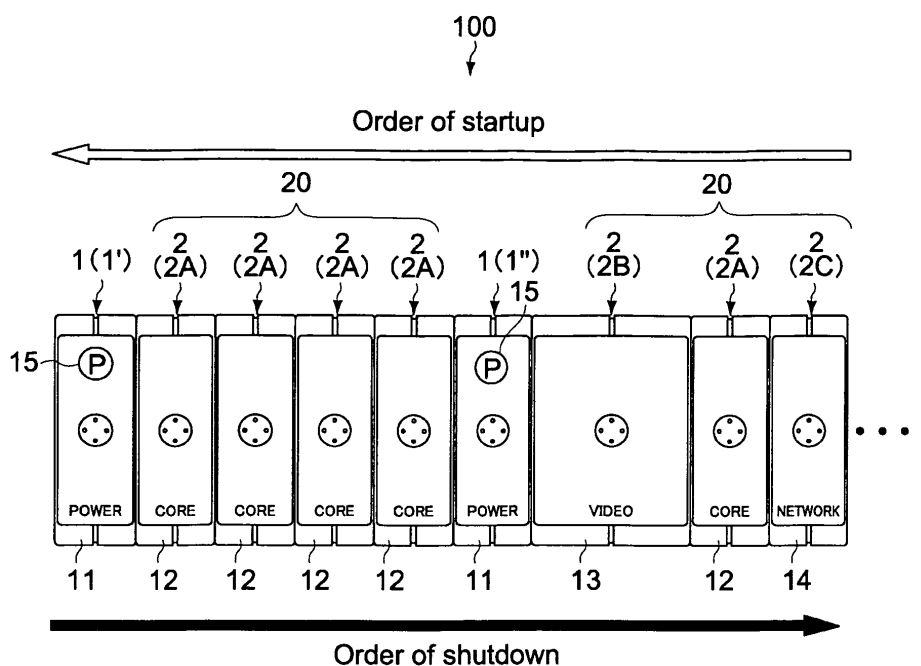 100
Order of startup
20 20
1(1') 2 (2A) 2 (2A) 2 (2A) 2 (2A) 1(1") 2 (2B) 2 (2A) 2 (2C)
15 15
P P
POWER CORE CORE CORE CORE POWER VIDEO CORE NETWORK
11 12 12 12 12 11 13 12 14
Order of shutdown